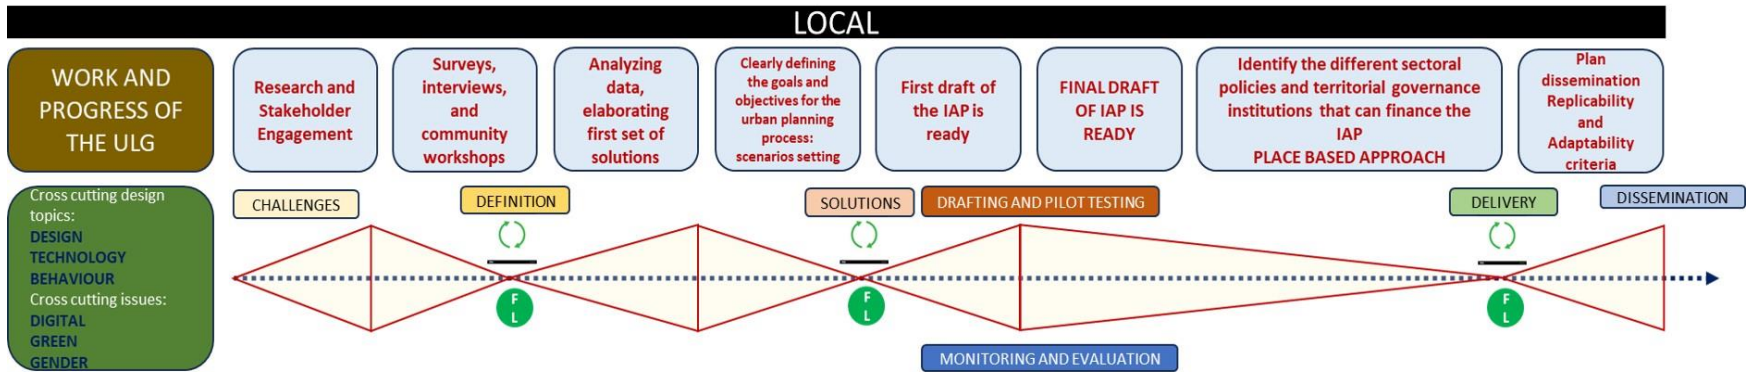 LOCAL
WORK AND
PROGRESS OF
THE ULG
Research and
Stakeholder
Engagement
Surveys,
interviews,
and
community
workshops
Analyzing
data,
elaborating
first set of
solutions
Clearly defining
the goals and
objectives for the
urban planning
process:
scenarios setting
First draft of
the IAP is
ready
FINAL DRAFT
OF IAP IS
READY
Identify the different sectoral
policies and territorial governance
institutions that can finance the
IAP
PLACE BASED APPROACH
Plan
dissemination
Replicability
and
Adaptability
criteria
Cross cutting design
topics:
DESIGN
TECHNOLOGY
BEHAVIOUR
Cross cutting issues:
DIGITAL
GREEN
GENDER
CHALLENGES
DEFINITION
SOLUTIONS
DRAFTING AND PILOT TESTING
DELIVERY
DISSEMINATION
F
L
F
L
F
L
MONITORING AND EVALUATION